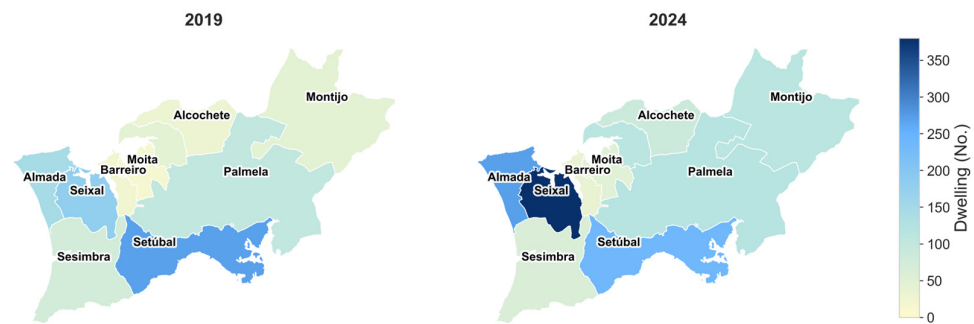 2019
Montijo
Alcochete
Moita
Barreiro
Palmela
Almada
Seixal
Setúbal
Sesimbra
2024
Montijo
Alcochete
Moita
Barreiro
Palmela
Almada
Seixal
Setúbal
Sesimbra
350
300
250
200
150
100
50
0
Dwelling (No.)